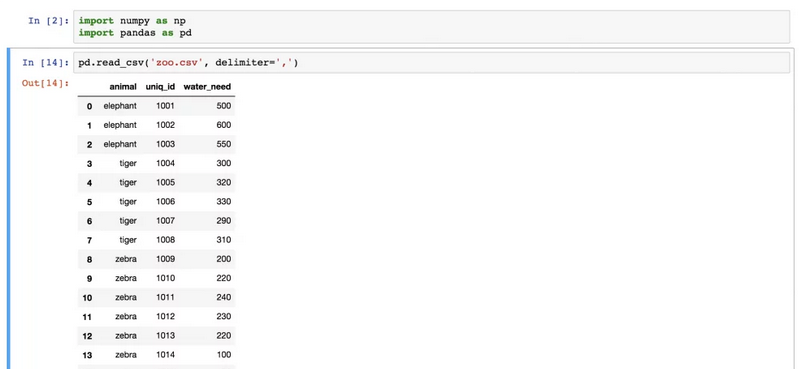 In [2]: import numpy as np
import pandas as pd
In [14]: pd.read_csv('zoo.csv', delimiter=',')
Out[14]:
animal uniq_id water_need
0 elephant 1001 500
1 elephant 1002 600
2 elephant 1003 550
3 tiger 1004 300
4 tiger 1005 320
5 tiger 1006 330
6 tiger 1007 290
7 tiger 1008 310
8 zebra 1009 200
9 zebra 1010 220
10 zebra 1011 240
11 zebra 1012 230
12 zebra 1013 220
13 zebra 1014 100